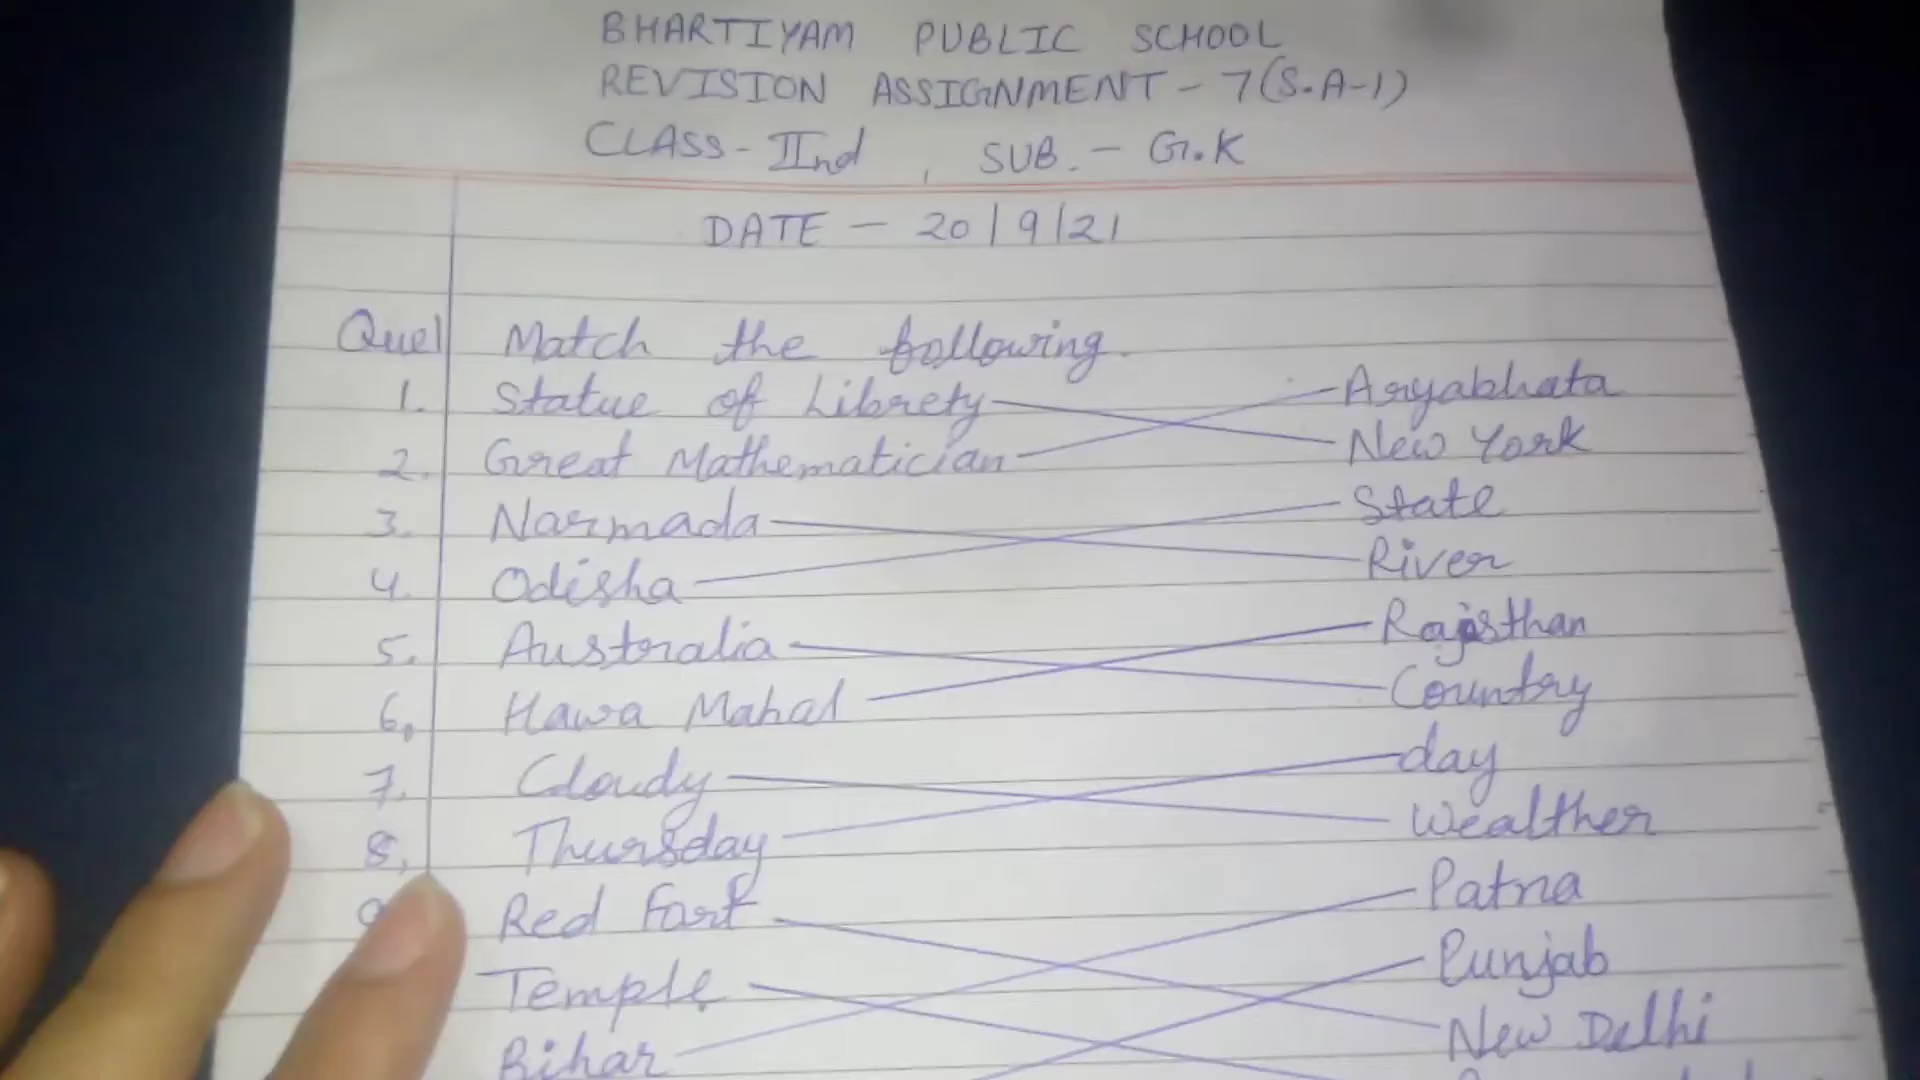 BHARTIYAM PUBLIC SCHOOL
REVISION ASSIGNMENT - 7(S.A-1)
CLASS - IInd , SUB. - G.K
DATE - 20/9/21
Que1 Match the following.
1. Statue of Librety Aryabhata
2. Great Mathematician New York
3. Narmada State
4. Odisha River
5. Australia Rajasthan
6. Hawa Mahal Country
7. Cloudy day
8. Thursday Wealther
Red Fort Patna
Temple Punjab
Bihar New Delhi